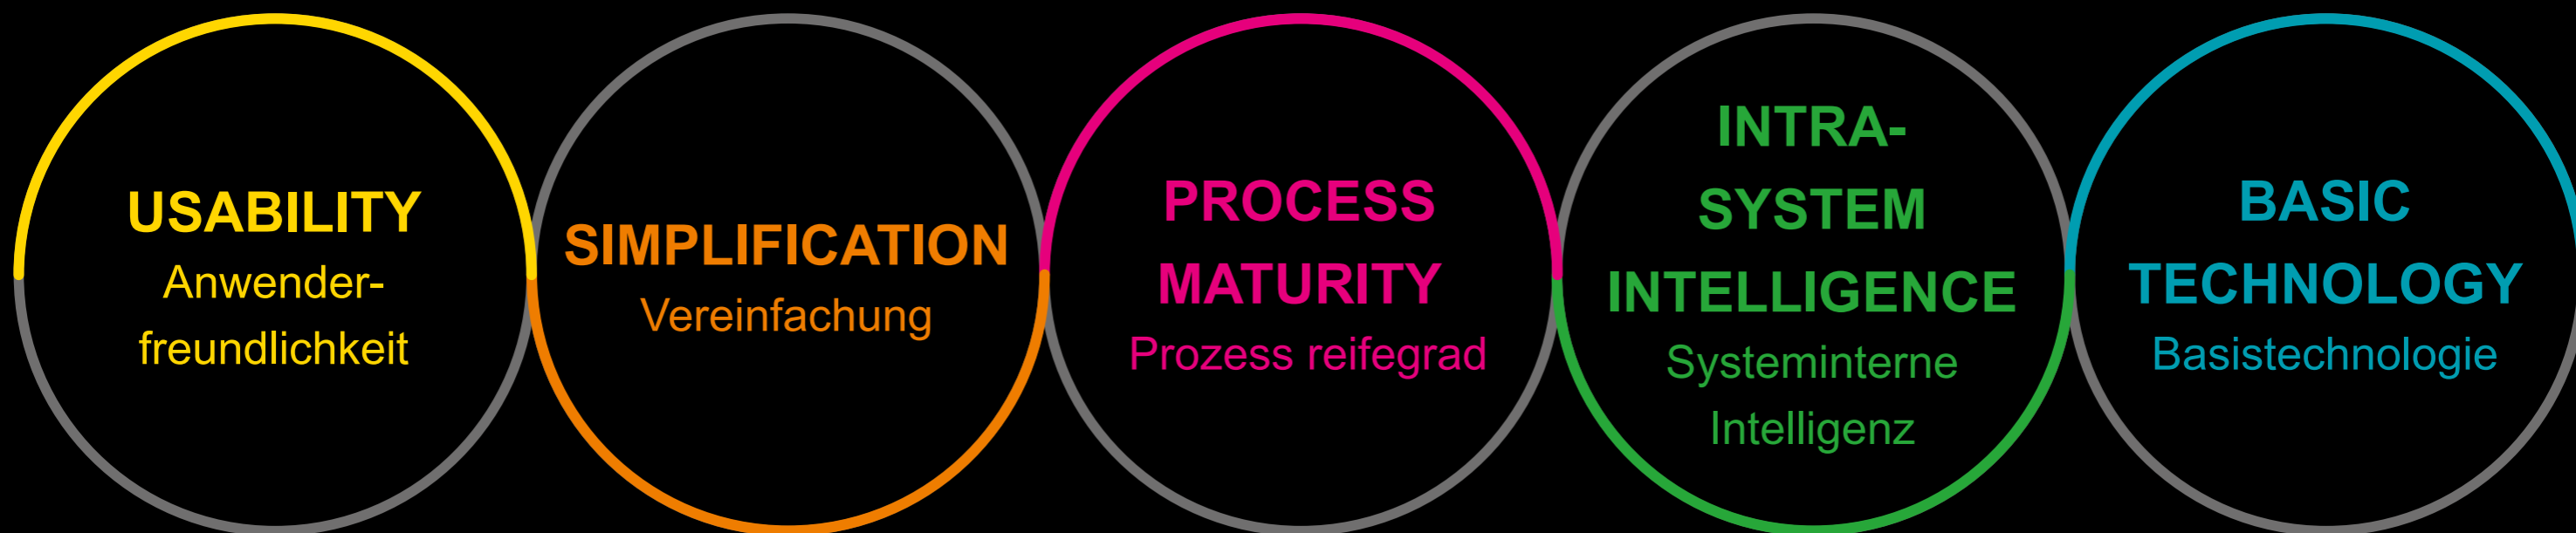 USABILITY
Anwender-
freundlichkeit
SIMPLIFICATION
Vereinfachung
PROCESS
MATURITY
Prozess reifegrad
INTRA-
SYSTEM
INTELLIGENCE
Systeminterne
Intelligenz
BASIC
TECHNOLOGY
Basistechnologie